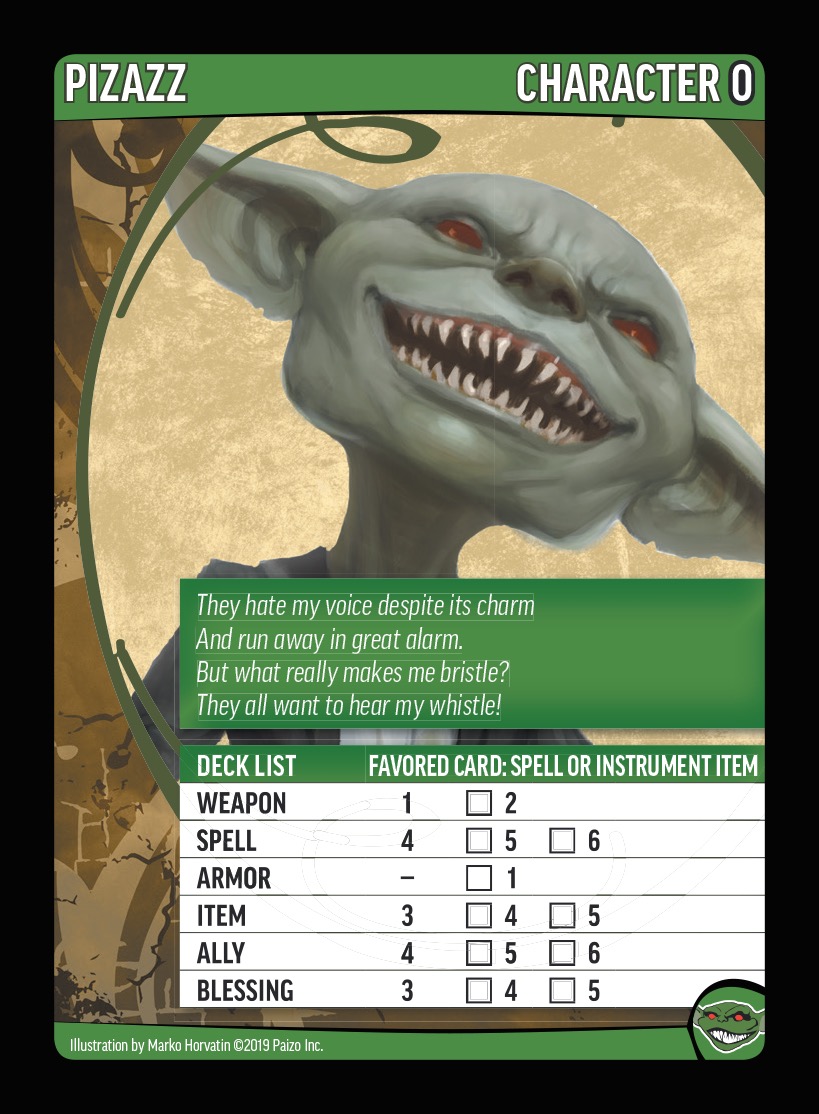 PIZAZZ CHARACTER 0
They hate my voice despite its charm
And run away in great alarm.
But what really makes me bristle?
They all want to hear my whistle!
DECK LIST FAVORED CARD: SPELL OR INSTRUMENT ITEM
WEAPON 1 □ 2
SPELL 4 □ 5 □ 6
ARMOR – □ 1
ITEM 3 □ 4 □ 5
ALLY 4 □ 5 □ 6
BLESSING 3 □ 4 □ 5
Illustration by Marko Horvatin ©2019 Paizo Inc.